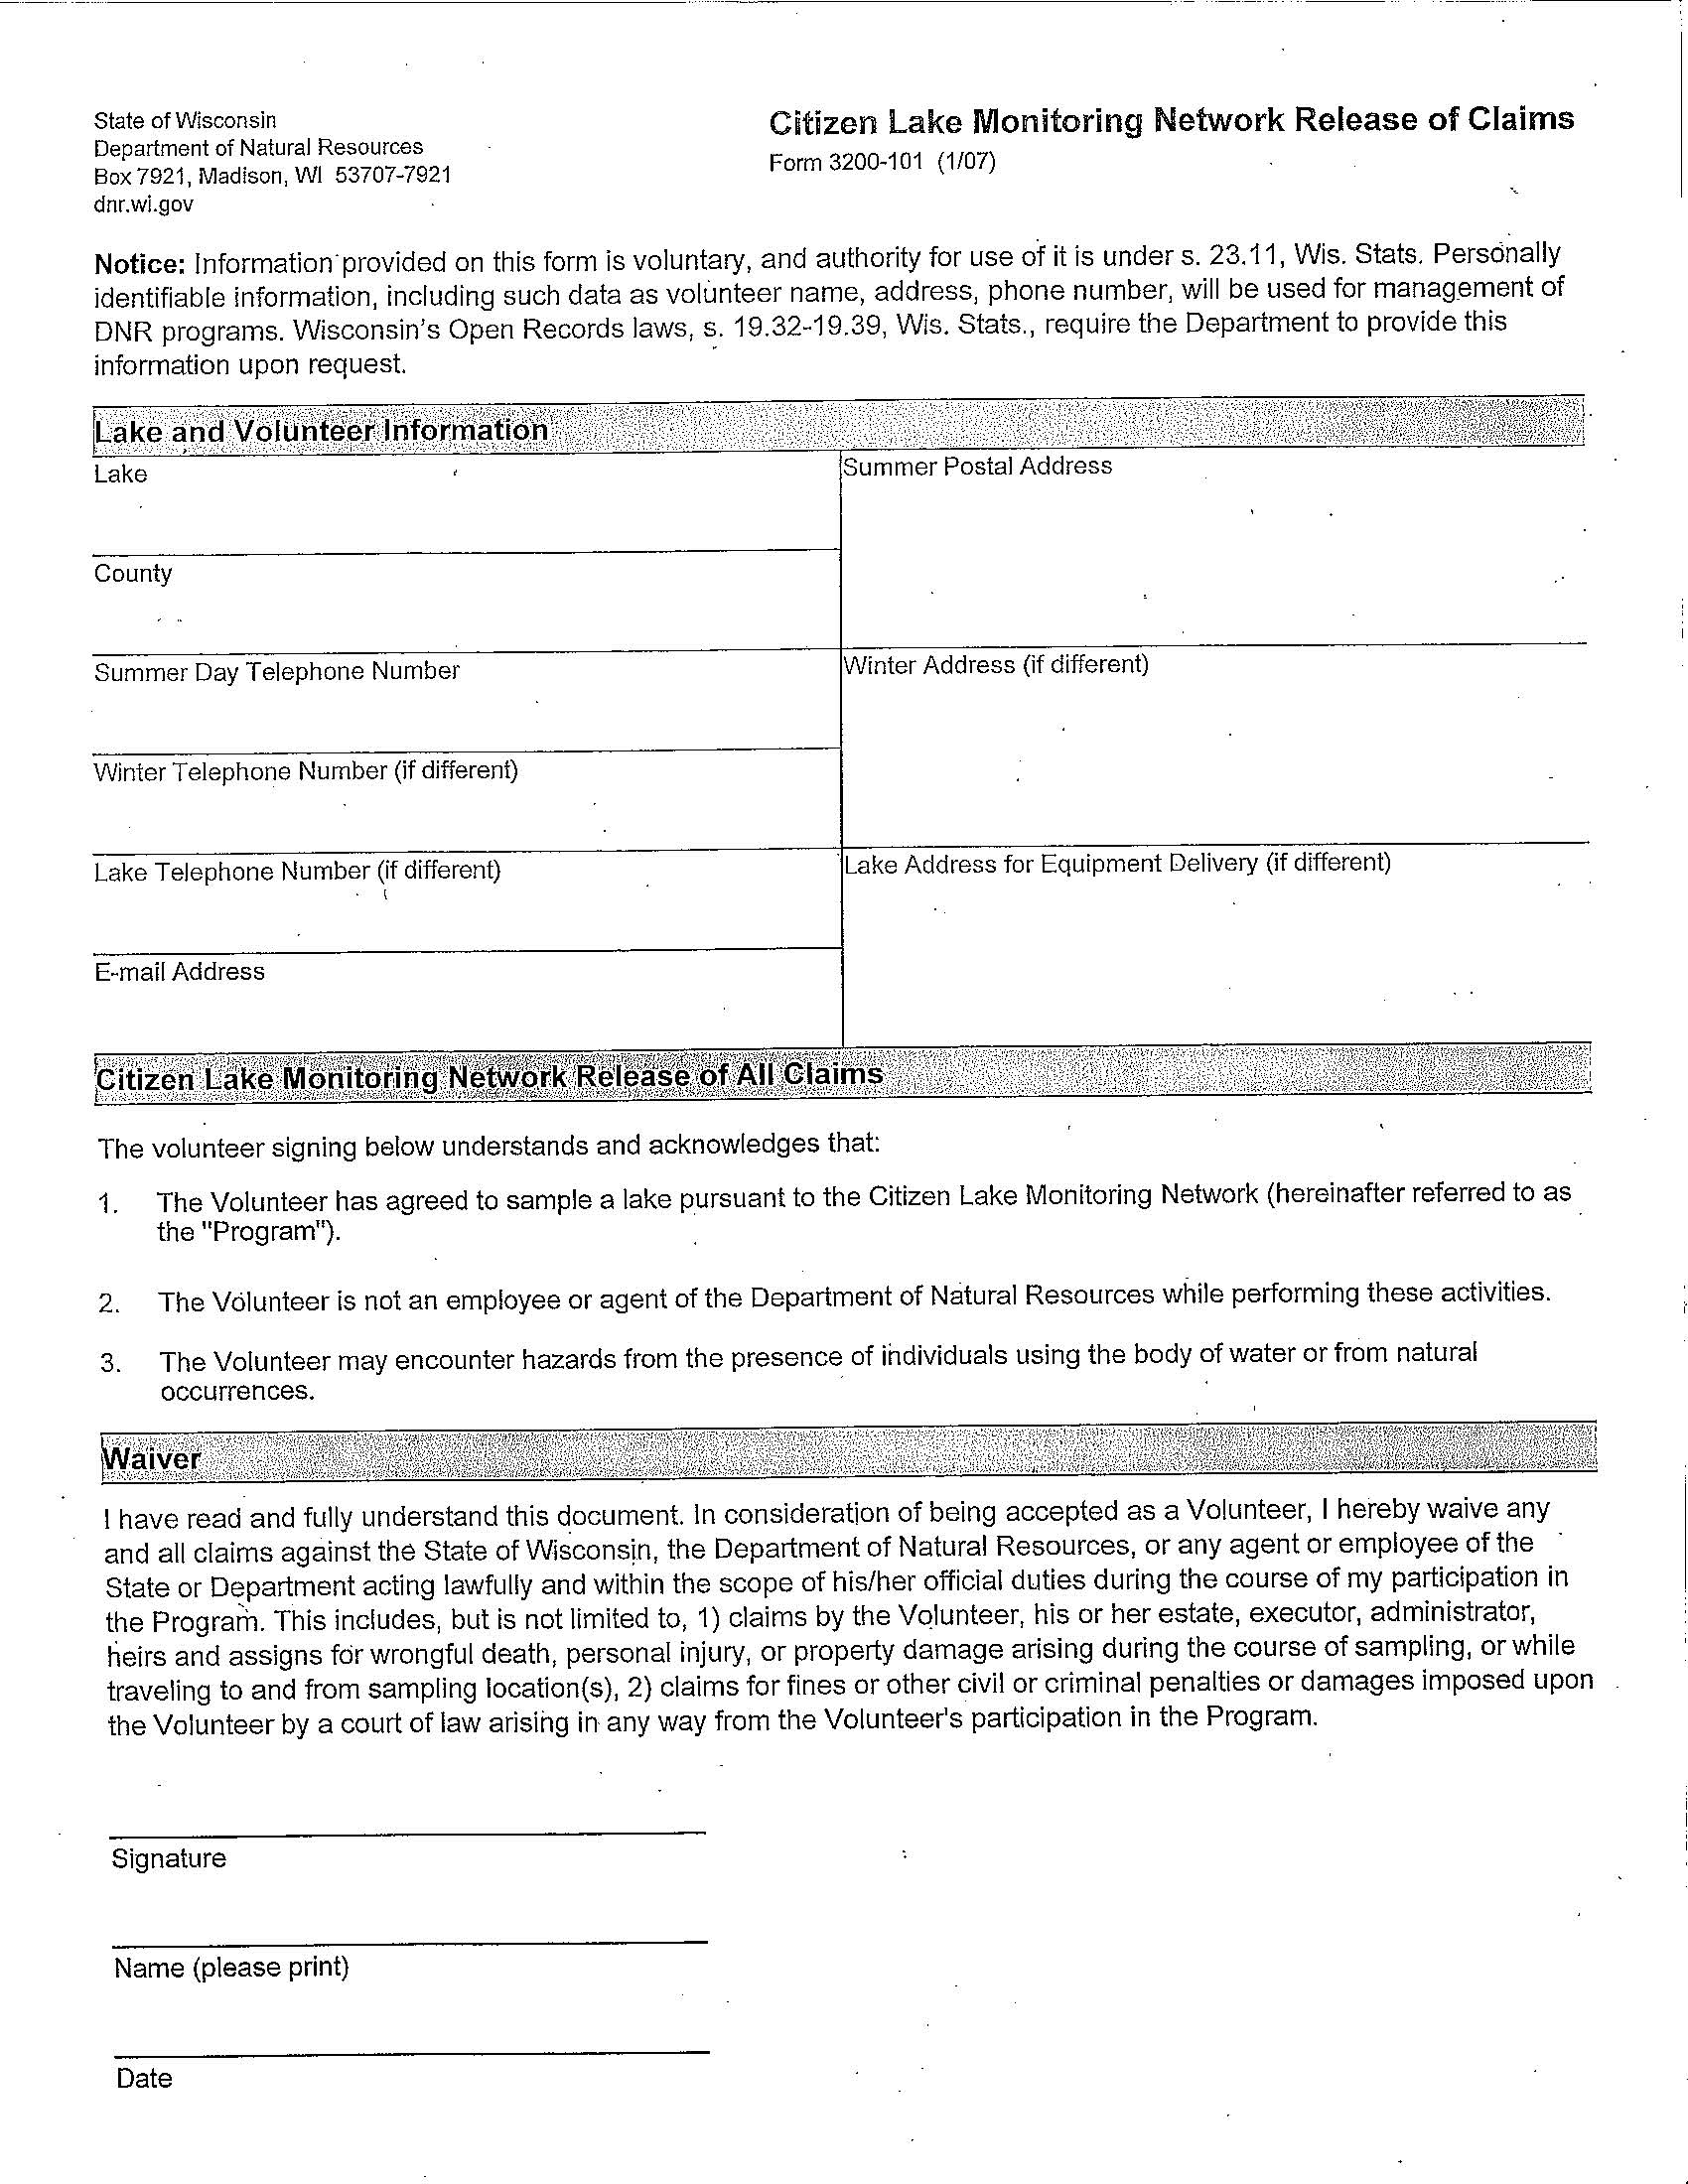 State of Wisconsin
Department of Natural Resources
Box 7921, Madison, WI 53707-7921
dnr.wi.gov
Citizen Lake Monitoring Network Release of Claims
Form 3200-101 (1/07)
Notice: Information provided on this form is voluntary, and authority for use of it is under s. 23.11, Wis. Stats. Personally
identifiable information, including such data as volunteer name, address, phone number, will be used for management of
DNR programs. Wisconsin's Open Records laws, s. 19.32-19.39, Wis. Stats., require the Department to provide this
information upon request.
Lake and Volunteer Information
Lake
Summer Postal Address
County
Summer Day Telephone Number
Winter Address (if different)
Winter Telephone Number (if different)
Lake Telephone Number (if different)
Lake Address for Equipment Delivery (if different)
E-mail Address
Citizen Lake Monitoring Network Release of All Claims
The volunteer signing below understands and acknowledges that:
1. The Volunteer has agreed to sample a lake pursuant to the Citizen Lake Monitoring Network (hereinafter referred to as
the "Program").
2. The Volunteer is not an employee or agent of the Department of Natural Resources while performing these activities.
3. The Volunteer may encounter hazards from the presence of individuals using the body of water or from natural
occurrences.
Waiver
I have read and fully understand this document. In consideration of being accepted as a Volunteer, I hereby waive any
and all claims against the State of Wisconsin, the Department of Natural Resources, or any agent or employee of the
State or Department acting lawfully and within the scope of his/her official duties during the course of my participation in
the Program. This includes, but is not limited to, 1) claims by the Volunteer, his or her estate, executor, administrator,
heirs and assigns for wrongful death, personal injury, or property damage arising during the course of sampling, or while
traveling to and from sampling location(s), 2) claims for fines or other civil or criminal penalties or damages imposed upon
the Volunteer by a court of law arising in any way from the Volunteer's participation in the Program.
Signature
Name (please print)
Date